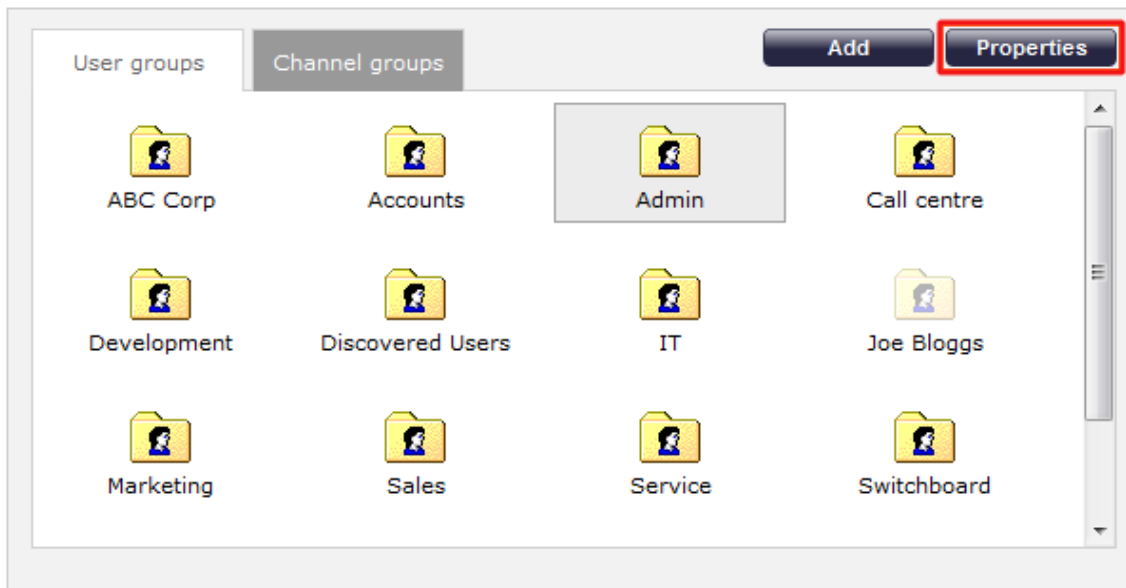 User groups
Channel groups
Add
Properties
ABC Corp
Accounts
Admin
Call centre
Development
Discovered Users
IT
Joe Bloggs
Marketing
Sales
Service
Switchboard